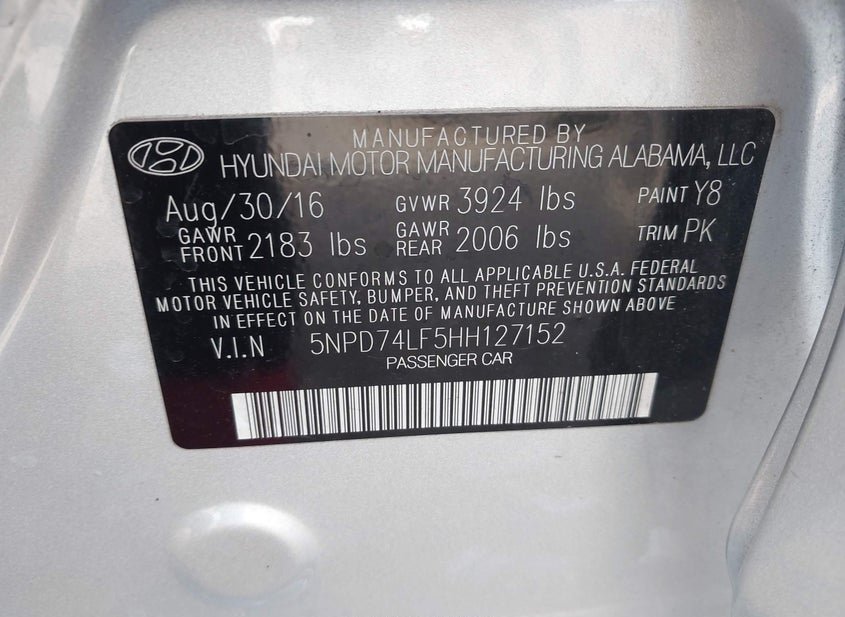 MANUFACTURED BY
HYUNDAI MOTOR MANUFACTURING ALABAMA, LLC
Aug/30/16 GVWR 3924 lbs PAINT Y8
GAWR FRONT 2183 lbs GAWR REAR 2006 lbs TRIM PK
THIS VEHICLE CONFORMS TO ALL APPLICABLE U.S.A. FEDERAL
MOTOR VEHICLE SAFETY, BUMPER, AND THEFT PREVENTION STANDARDS
IN EFFECT ON THE DATE OF MANUFACTURE SHOWN ABOVE
V.I.N 5NPD74LF5HH127152
PASSENGER CAR